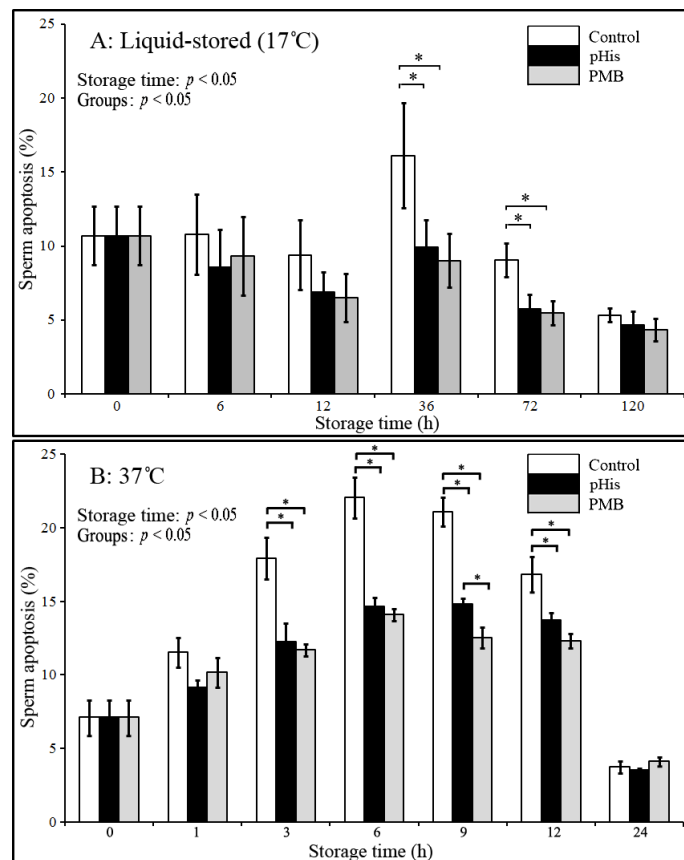 25
A: Liquid-stored (17℃)
Control
pHis
PMB
Storage time: p < 0.05
Groups: p < 0.05
20
15
10
5
0
Sperm apoptosis (%)
* * * *
0 6 12 36 72 120
Storage time (h)
25
B: 37℃
Control
pHis
PMB
Storage time: p < 0.05
Groups: p < 0.05
20
15
10
5
0
Sperm apoptosis (%)
* * * * * * * * *
0 1 3 6 9 12 24
Storage time (h)